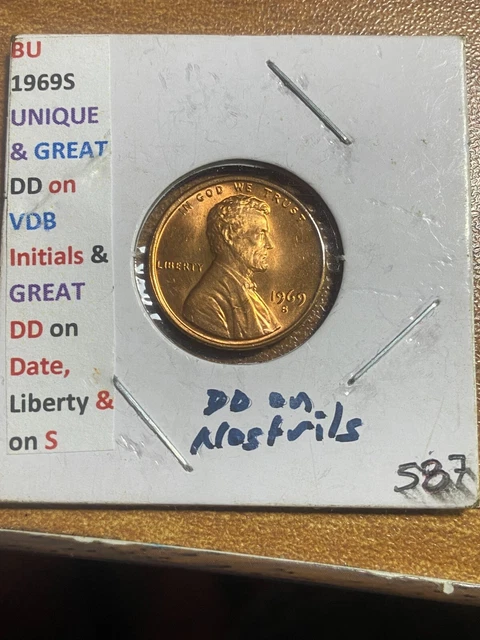 BU
1969S
UNIQUE
& GREAT
DD on
VDB
Initials &
GREAT
DD on
Date,
Liberty &
on S
IN GOD WE TRUST
LIBERTY
1969
S
DD on
Nostrils
587